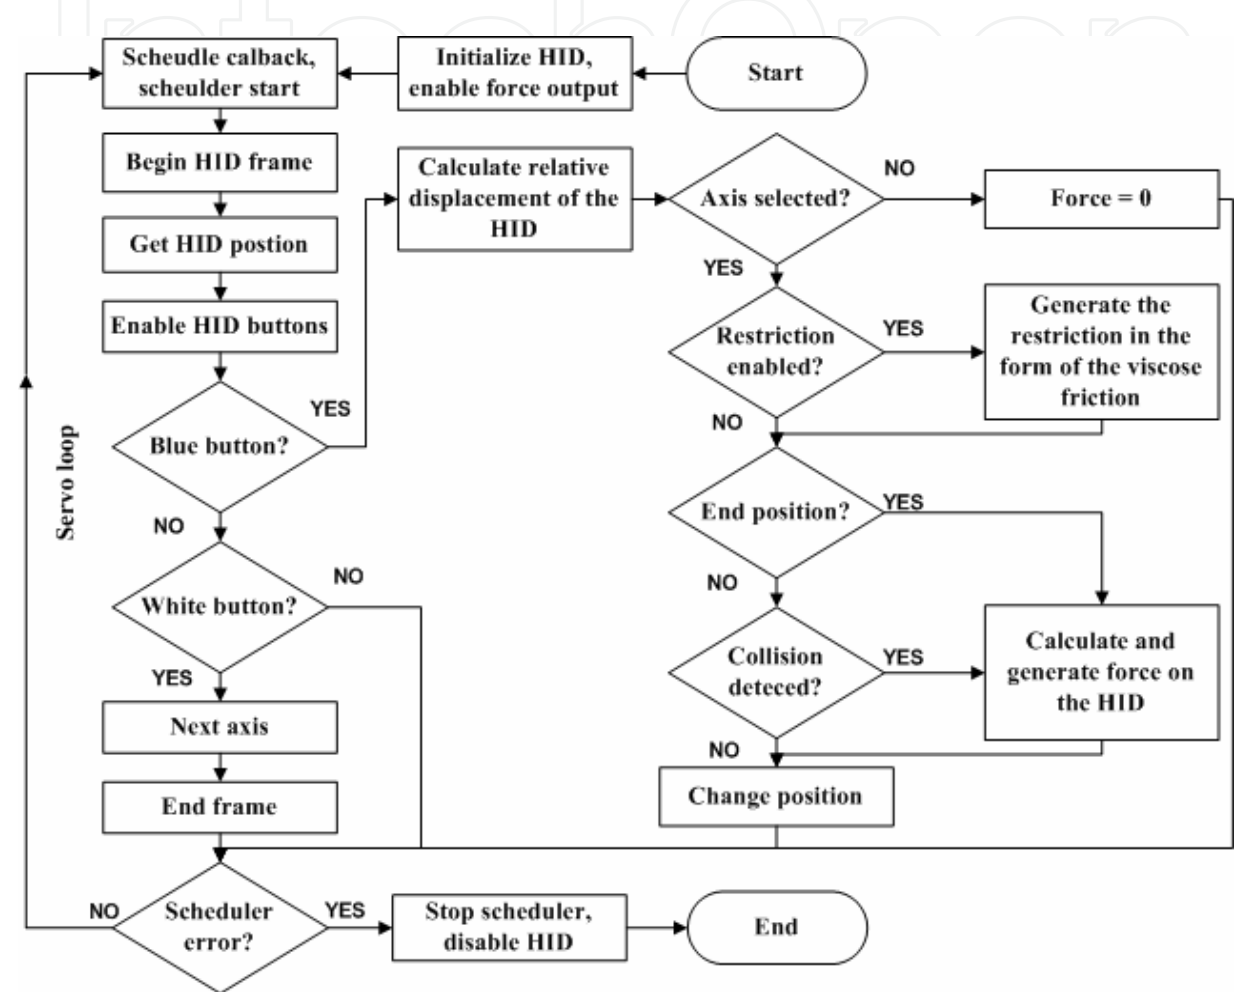 Scheudle calback,
scheulder start
Initialize HID,
enable force output
Start
Begin HID frame
Calculate relative
displacement of the
HID
Axis selected?
NO
Force = 0
Get HID postion
YES
Enable HID buttons
Restriction
enabled?
YES
Generate the
restriction in the
form of the viscose
friction
YES
Blue button?
NO
Servo loop
NO
End position?
YES
White button?
NO
NO
YES
Collision
deteced?
YES
Calculate and
generate force on
the HID
Next axis
NO
End frame
Change position
NO
Scheduler
error?
YES
Stop scheduler,
disable HID
End